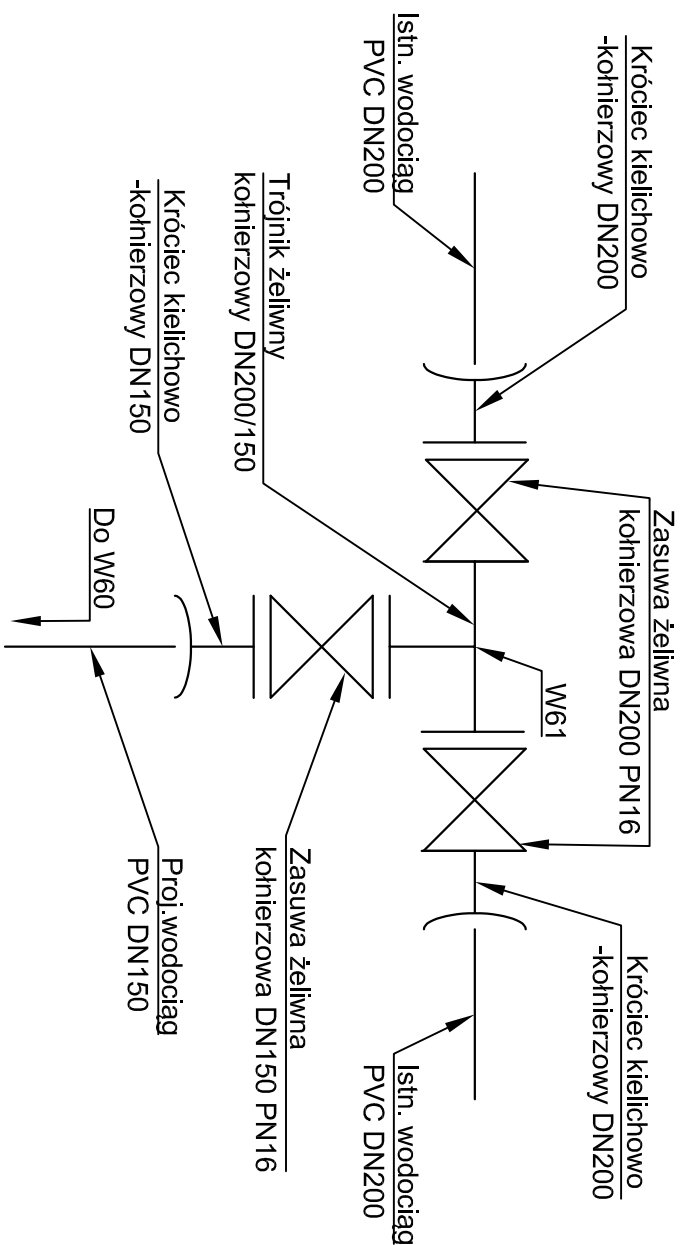 Króciec kielichowo
-kołnierzowy DN200
Istn. wodociąg
PVC DN200
Zasuwa żeliwna
kołnierzowa DN200 PN16
Króciec kielichowo
-kołnierzowy DN200
Istn. wodociąg
PVC DN200
W61
Trójnik żeliwny
kołnierzowy DN200/150
Króciec kielichowo
-kołnierzowy DN150
Zasuwa żeliwna
kołnierzowa DN150 PN16
Do W60
Proj.wodociąg
PVC DN150